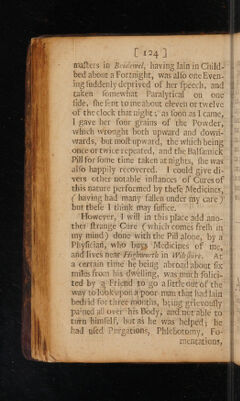 [ 124 ]
masters in Bridewel, having lain in Child-
bed about a Fortnight, was also one Even-
ing suddenly deprived of her speech, and
taken somewhat Paralytical on one
side, she sent to me about eleven or twelve
of the clock that night; as soon as I came,
I gave her four grains of the Powder,
which wrought both upward and down-
wards, but most upward, the which being
once or twice repeated, and the Balsamick
Pill for some time taken at nights, she was
also happily recovered. I could give di-
vers other notable instances of Cures of
this nature performed by these Medicines,
( having had many fallen under my care )
but these I think may suffice.
However, I will in this place add ano-
ther strange Cure ( which comes fresh in
my mind ) done with the Pill alone, by a
Physician, who buys Medicines of me,
and lives near Highworth in Wiltshire. At
a certain time he being abroad about six
miles from his dwelling, was much solici-
ted by a Friend to go a little out of the
way to look upon a poor man that had lain
bedrid for three months, being grievously
pained all over his Body, and not able to
turn himself, but as he was helped; he
had used Purgations, Phlebotomy, Fo-
mentations,